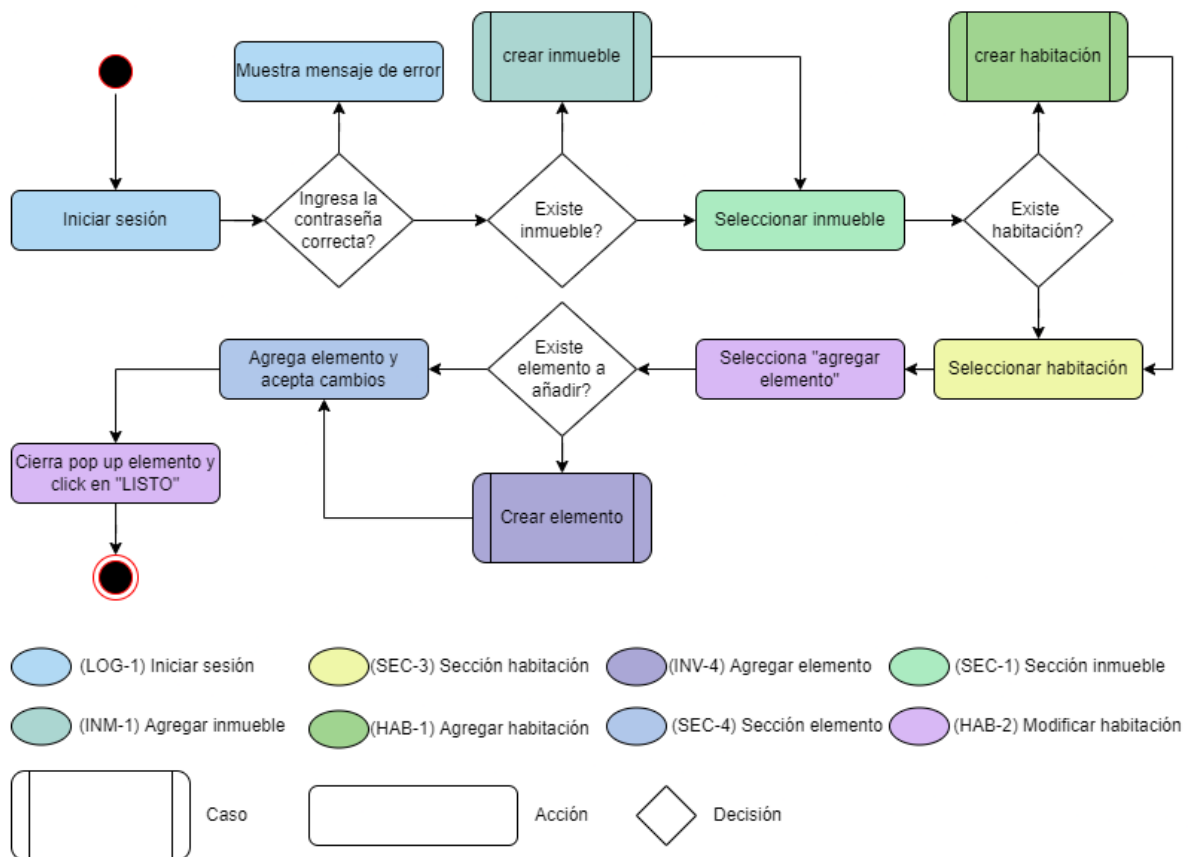 Muestra mensaje de error
crear inmueble
crear habitación
Iniciar sesión
Ingresa la
contraseña
correcta?
Existe
inmueble?
Seleccionar inmueble
Existe
habitación?
Agrega elemento y
acepta cambios
Existe
elemento a
añadir?
Selecciona "agregar
elemento"
Seleccionar habitación
Cierra pop up elemento y
click en "LISTO"
Crear elemento
(LOG-1) Iniciar sesión
(SEC-3) Sección habitación
(INV-4) Agregar elemento
(SEC-1) Sección inmueble
(INM-1) Agregar inmueble
(HAB-1) Agregar habitación
(SEC-4) Sección elemento
(HAB-2) Modificar habitación
Caso
Acción
Decisión